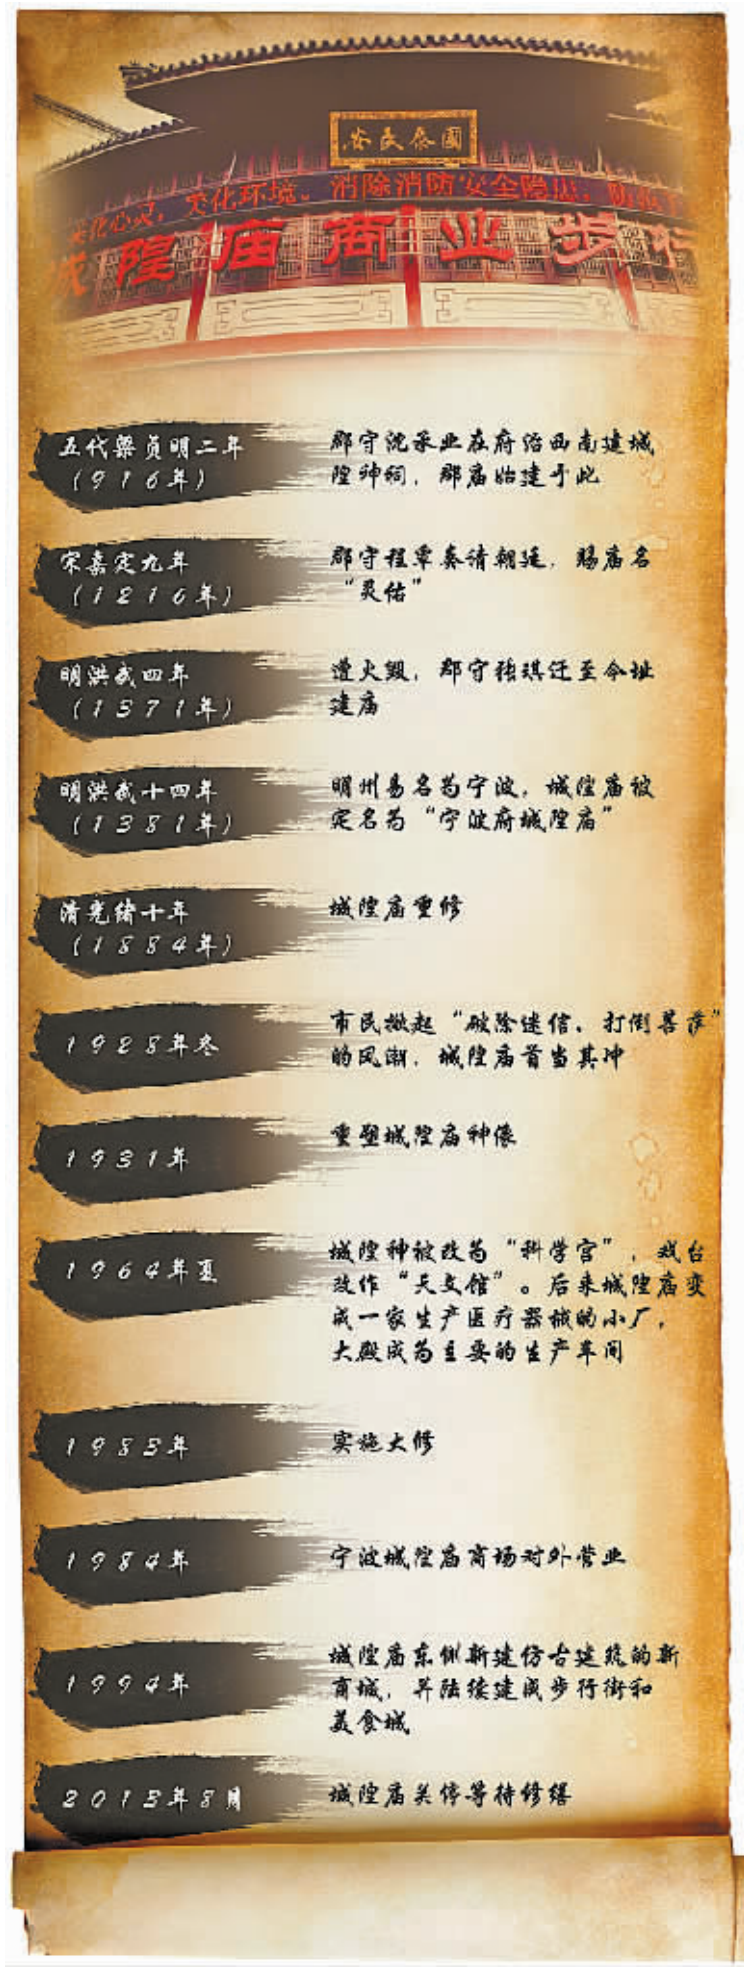 国泰民安
美化心灵，美化环境。消除消防安全隐患，防
城隍庙商业步行
五代梁贞明二年
（916年）
郡守沈承业在府治西南建城
隍神祠，郡庙始建于此
宋嘉定九年
（1216年）
郡守程覃奏请朝廷，赐庙名
“灵佑”
明洪武四年
（1371年）
遭火毁，郡守张琪迁至今址
建庙
明洪武十四年
（1381年）
明州易名为宁波，城隍庙被
定名为“宁波府城隍庙”
清光绪十年
（1884年）
城隍庙重修
1928年冬
市民掀起“破除迷信、打倒菩萨”
的风潮，城隍庙首当其冲
1931年
重塑城隍庙神像
1964年夏
城隍神被改为“科学宫”，戏台
改作“天文馆”。后来城隍庙变
成一家生产医疗器械的小厂，
大殿成为主要的生产车间
1983年
实施大修
1984年
宁波城隍庙商场对外营业
1994年
城隍庙东侧新建仿古建筑的新
商城，并陆续建成步行街和
美食城
2013年8月
城隍庙关停等待修缮